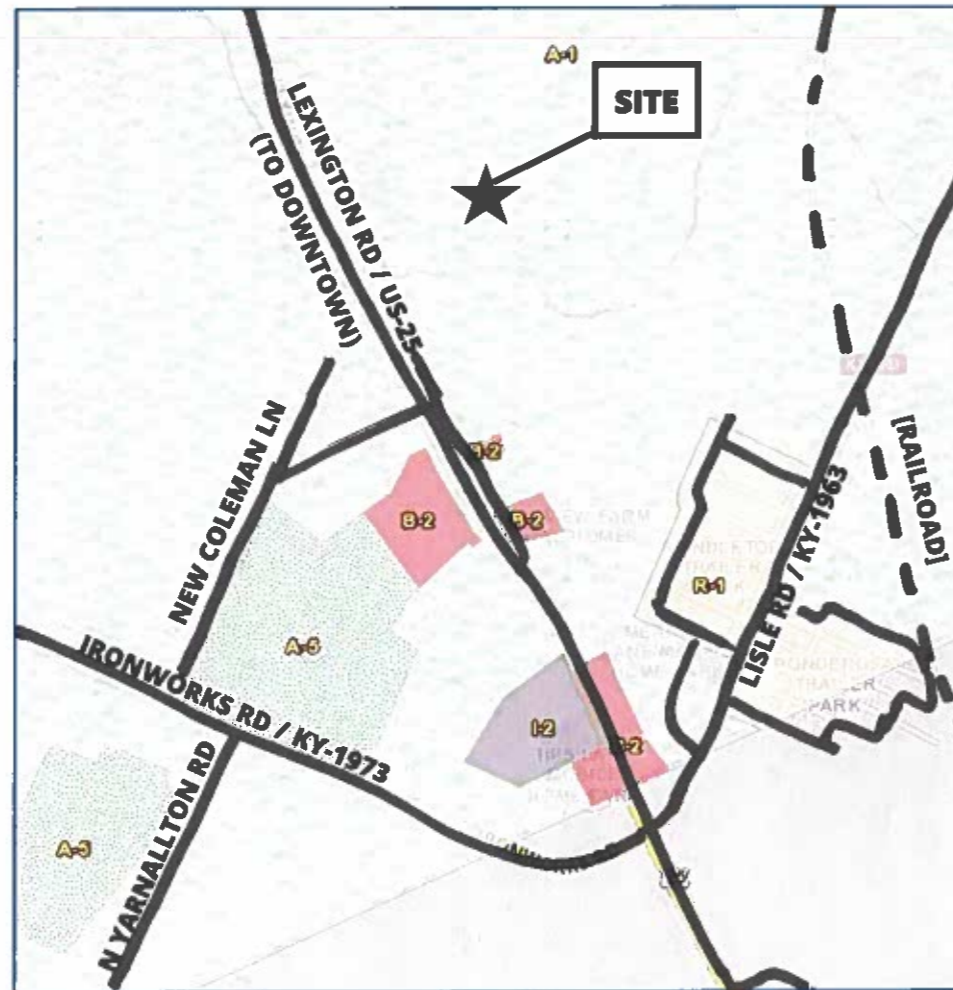 A-1
SITE
LEXINGTON RD / US-25
(TO DOWNTOWN)
NEW COLEMAN LN
B-2
B-2
B-2
[RAILROAD]
R-1
LISLE RD / KY-1963
A-5
TRAILER
PARK
IRONWORKS RD / KY-1973
I-2
B-2
N YARNALLTON RD
A-5